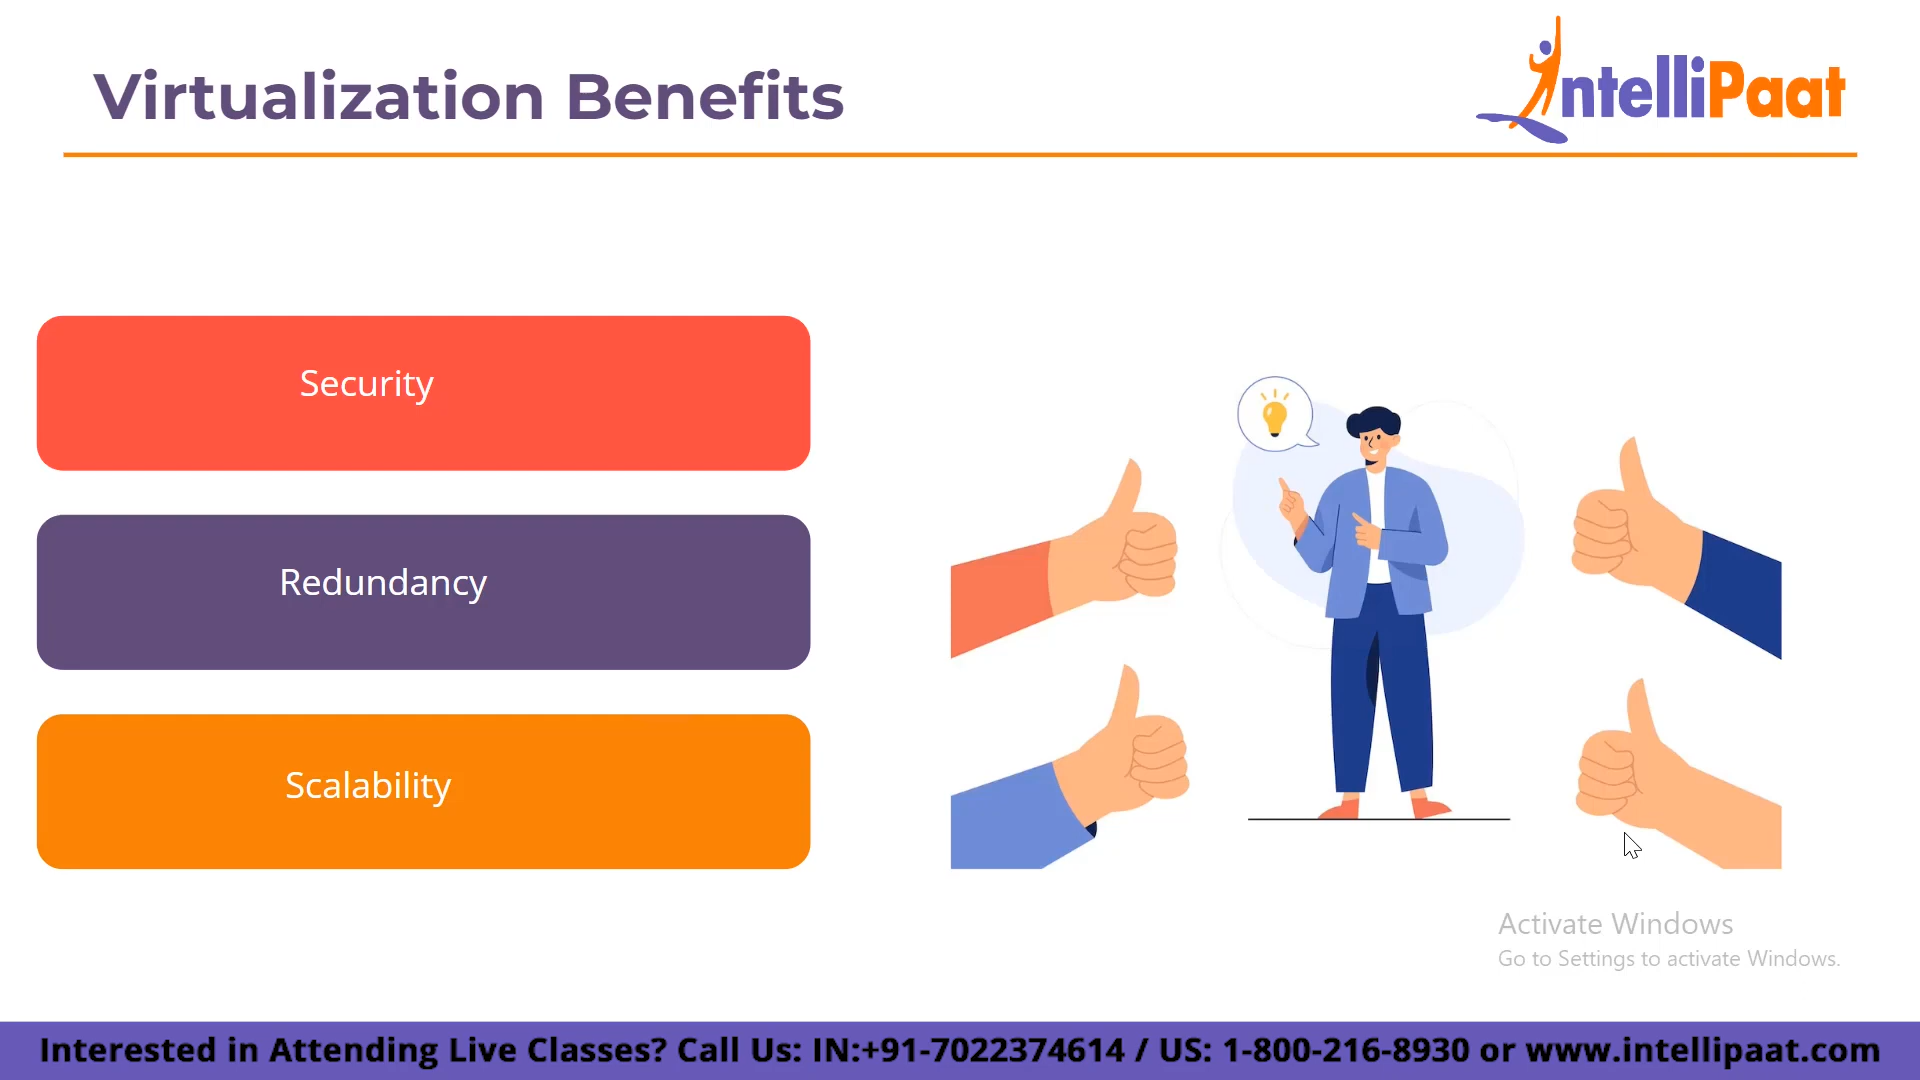 Virtualization Benefits
IntelliPaat
Security
Redundancy
Scalability
Activate Windows
Go to Settings to activate Windows.
Interested in Attending Live Classes? Call Us: IN:+91-7022374614 / US: 1-800-216-8930 or www.intellipaat.com